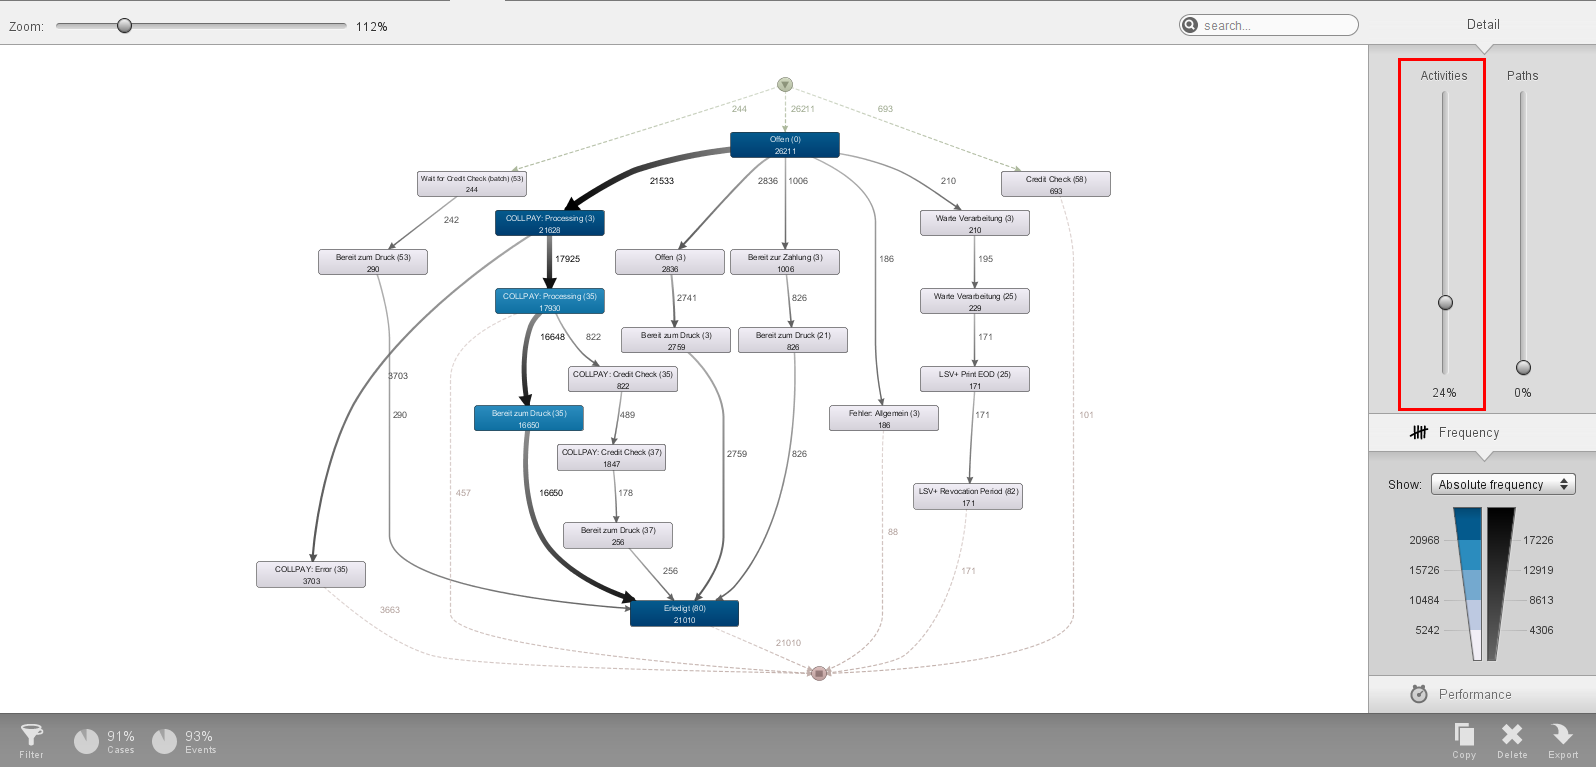 Zoom:
112%
search...
Detail
Activities
Paths
24%
0%
Frequency
Show:
Absolute frequency
20968
17226
15726
12919
10484
8613
5242
4306
Performance
244
26211
693
Offen (0)
26211
Wait for Credit Check (batch) (53)
244
21533
2836
1006
210
Credit Check (58)
693
242
COLLPAY: Processing (3)
21628
Warte Verarbeitung (3)
210
Bereit zum Druck (53)
290
17925
Offen (3)
2836
Bereit zur Zahlung (3)
1006
186
195
COLLPAY: Processing (35)
17930
2741
826
Warte Verarbeitung (25)
229
16648
822
Bereit zum Druck (3)
2759
Bereit zum Druck (21)
826
171
3703
COLLPAY: Credit Check (35)
822
LSV+ Print EOD (25)
171
290
Bereit zum Druck (35)
16650
489
Fehler: Allgemein (3)
186
171
101
COLLPAY: Credit Check (37)
1847
2759
826
457
16650
178
LSV+ Revocation Period (82)
171
Bereit zum Druck (37)
256
88
COLLPAY: Error (35)
3703
256
171
3663
Erledigt (80)
21010
21010
Filter
91%
Cases
93%
Events
Copy
Delete
Export